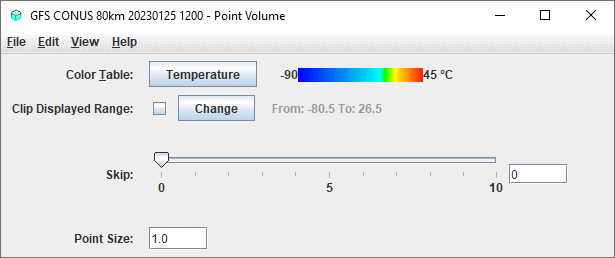 GFS CONUS 80km 20230125 1200 - Point Volume
File Edit View Help
Color Table: Temperature -90 45 °C
Clip Displayed Range: Change From: -80.5 To: 26.5
Skip: 0
0 5 10
Point Size: 1.0